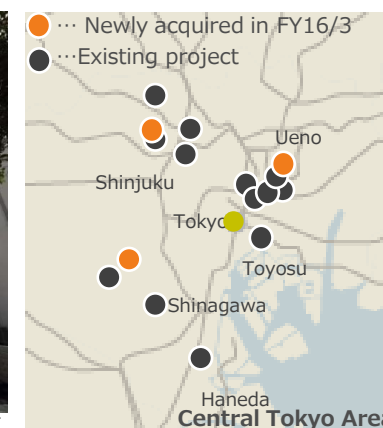 … Newly acquired in FY16/3
…Existing project
Ueno
Shinjuku
Tokyo
Toyosu
Shinagawa
Haneda
Central Tokyo Area